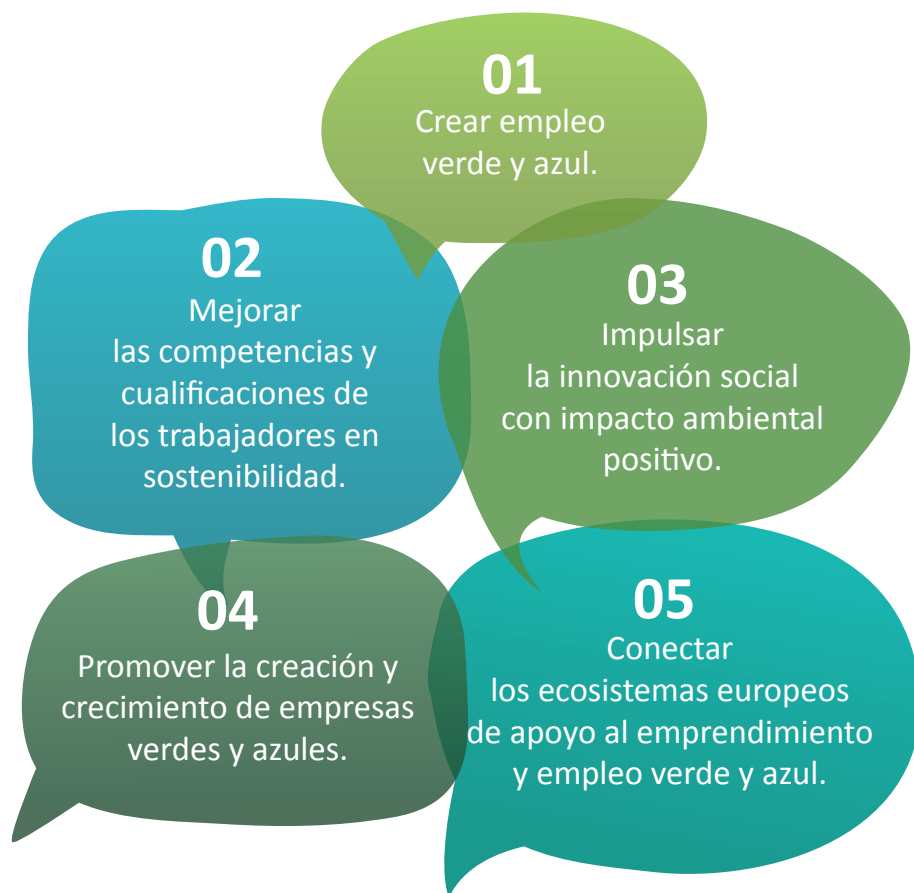 01
Crear empleo
verde y azul.
02
Mejorar
las competencias y
cualificaciones de
los trabajadores en
sostenibilidad.
03
Impulsar
la innovación social
con impacto ambiental
positivo.
04
Promover la creación y
crecimiento de empresas
verdes y azules.
05
Conectar
los ecosistemas europeos
de apoyo al emprendimiento
y empleo verde y azul.